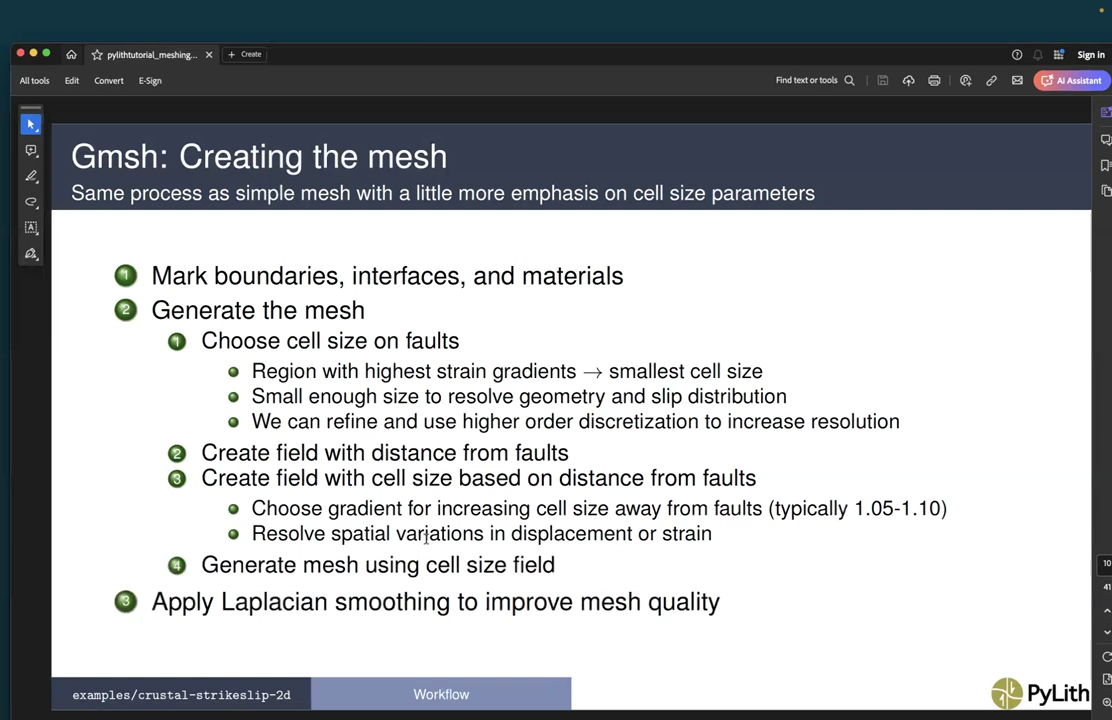 pylithtutorial_meshing...
+ Create
Sign in
All tools Edit Convert E-Sign
Find text or tools
AI Assistant
Gmsh: Creating the mesh
Same process as simple mesh with a little more emphasis on cell size parameters
1 Mark boundaries, interfaces, and materials
2 Generate the mesh
1 Choose cell size on faults
Region with highest strain gradients → smallest cell size
Small enough size to resolve geometry and slip distribution
We can refine and use higher order discretization to increase resolution
2 Create field with distance from faults
3 Create field with cell size based on distance from faults
Choose gradient for increasing cell size away from faults (typically 1.05-1.10)
Resolve spatial variations in displacement or strain
4 Generate mesh using cell size field
3 Apply Laplacian smoothing to improve mesh quality
10
41
examples/crustal-strikeslip-2d
Workflow
PyLith